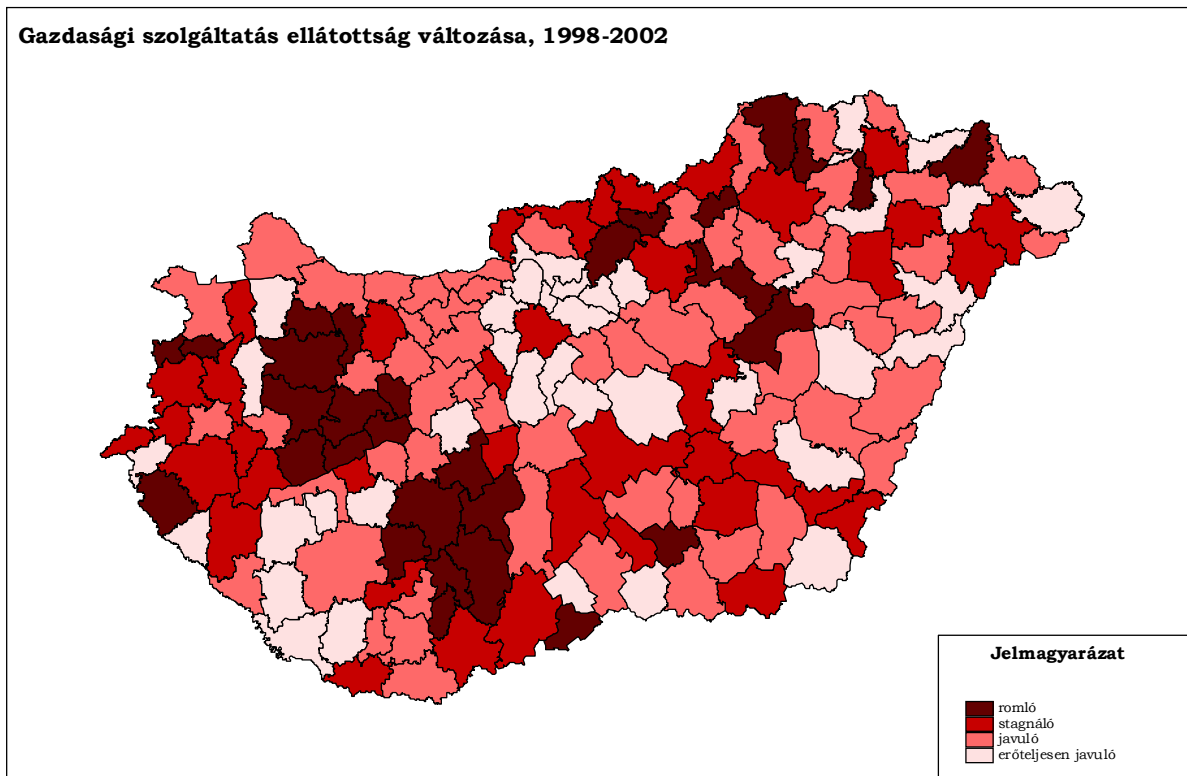 Gazdasági szolgáltatás ellátottság változása, 1998-2002
Jelmagyarázat
romló
stagnáló
javuló
erőteljesen javuló